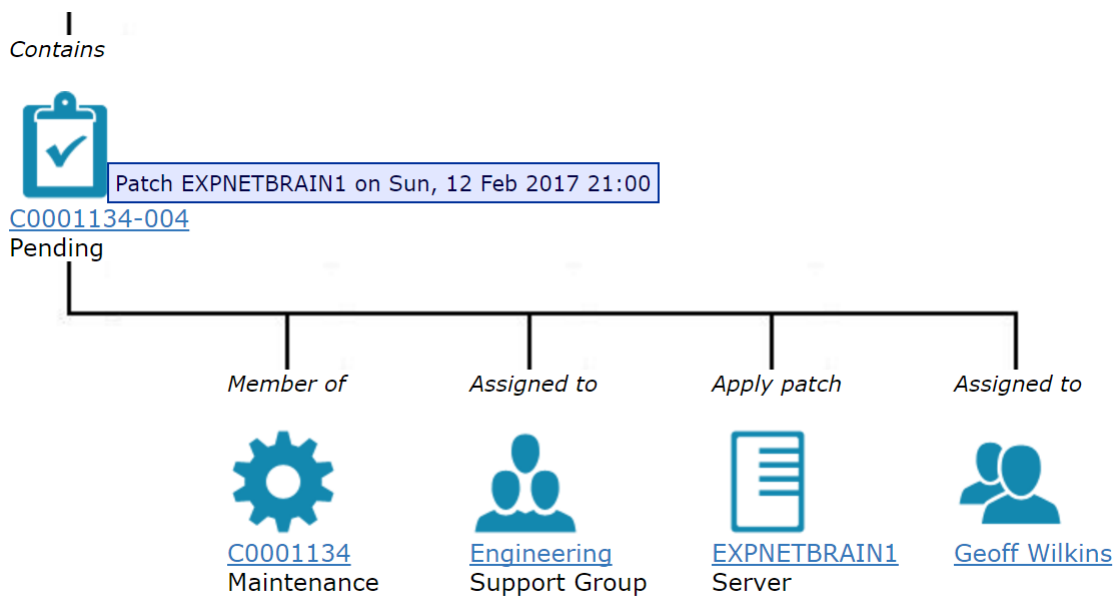 Contains
Patch EXPNETBRAIN1 on Sun, 12 Feb 2017 21:00
C0001134-004
Pending
Member of
Assigned to
Apply patch
Assigned to
C0001134
Engineering
EXPNETBRAIN1
Geoff Wilkins
Maintenance
Support Group
Server